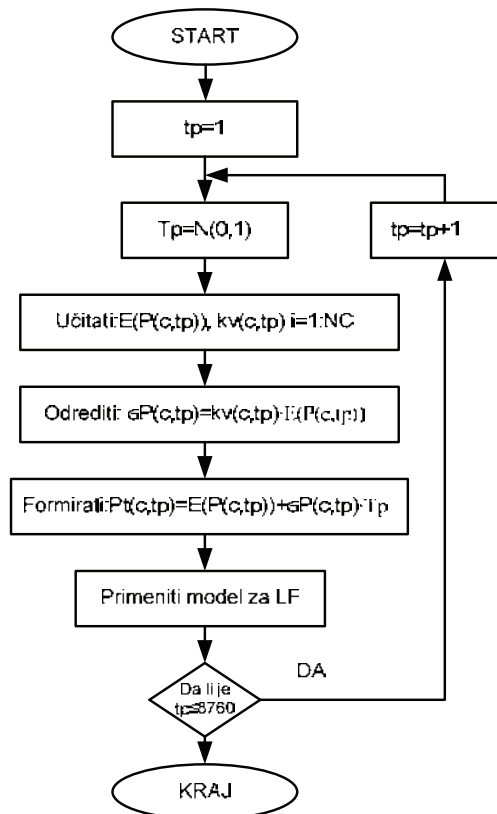 START
tp=1
Tp=N(0,1)
tp=tp+1
Učitati:E(P(c,tp)), kv(c,tp) i=1:NC
Odrediti: σP(c,tp)=kv(c,tp)·E(P(c,tp))
Formirati:Pt(c,tp)=E(P(c,tp))+σP(c,tp)·Tp
Primeniti model za LF
DA
Da li je
tp≤8760
KRAJ